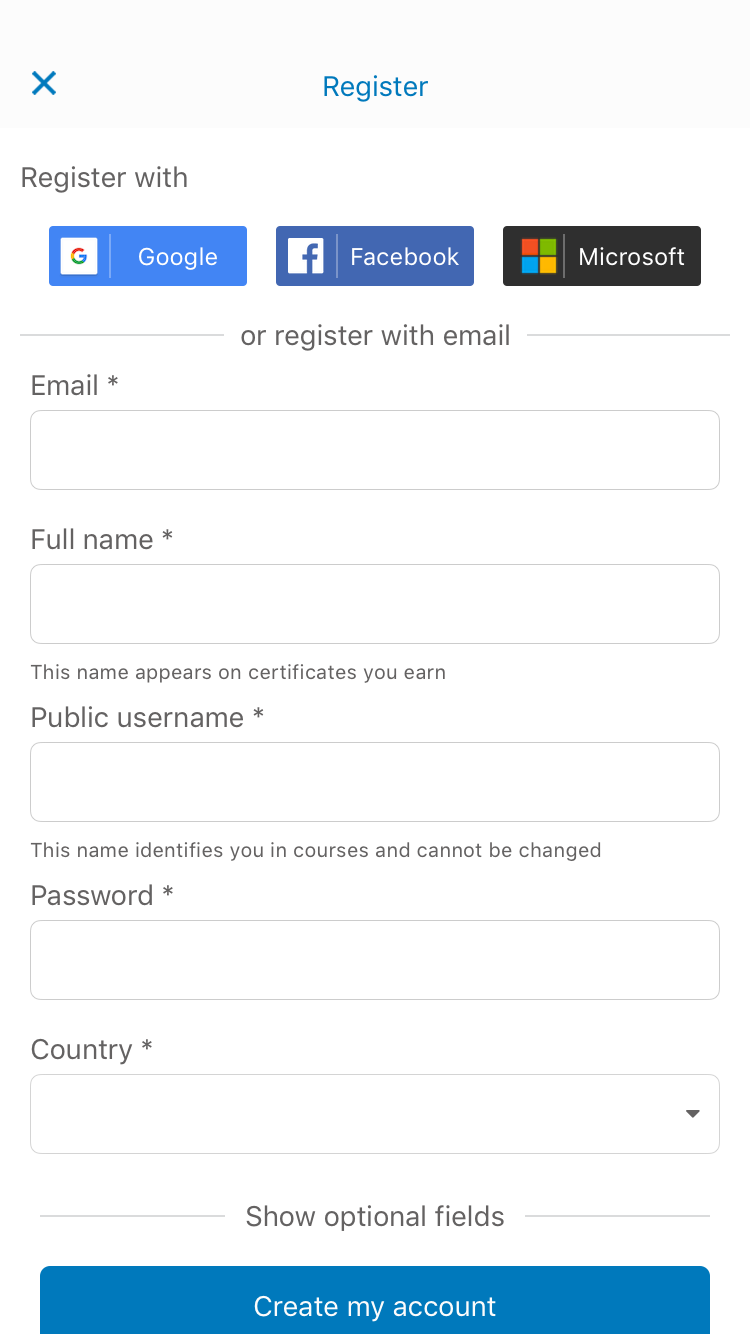 Register
Register with
Google
Facebook
Microsoft
or register with email
Email *
Full name *
This name appears on certificates you earn
Public username *
This name identifies you in courses and cannot be changed
Password *
Country *
Show optional fields
Create my account